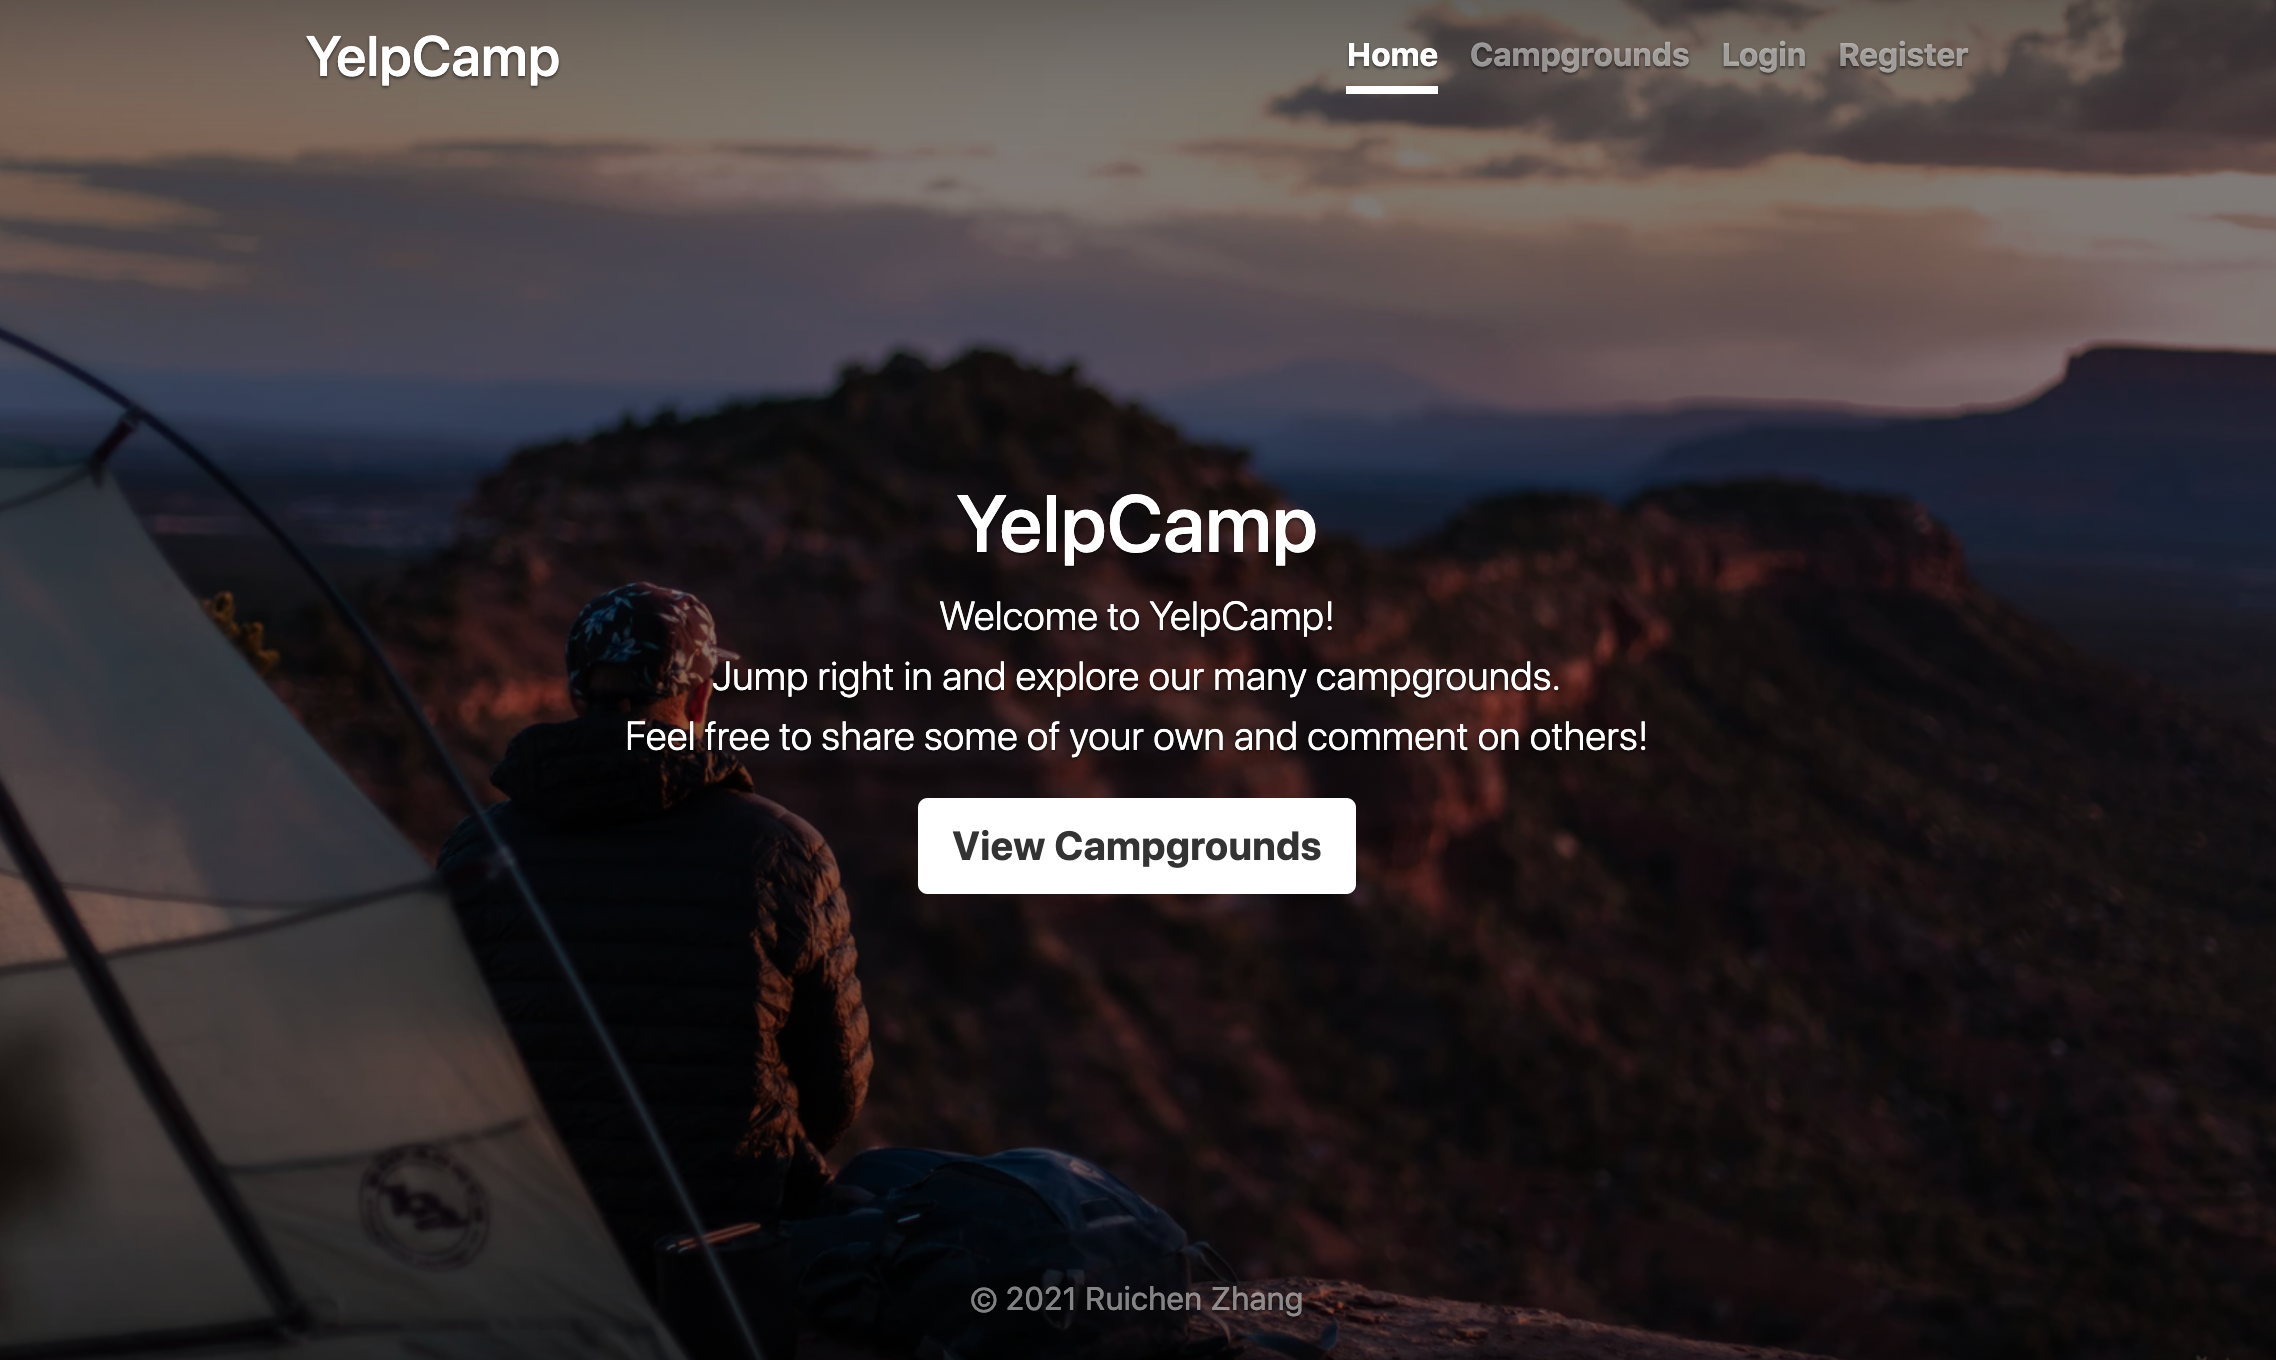 YelpCamp
Home Campgrounds Login Register
YelpCamp
Welcome to YelpCamp!
Jump right in and explore our many campgrounds.
Feel free to share some of your own and comment on others!
View Campgrounds
© 2021 Ruichen Zhang